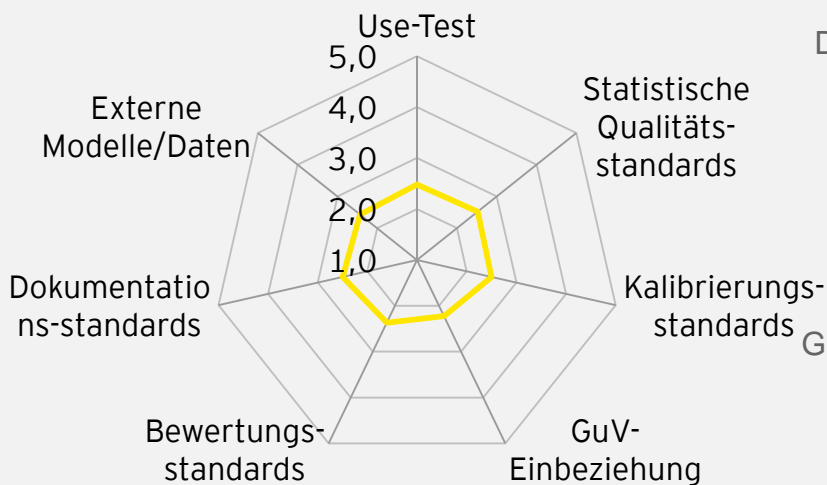 Use-Test
5,0
4,0
3,0
2,0
1,0
Statistische
Qualitäts-
standards
Kalibrierungs-
standards
GuV-
Einbeziehung
Bewertungs-
standards
Dokumentatio
ns-standards
Externe
Modelle/Daten
D
G